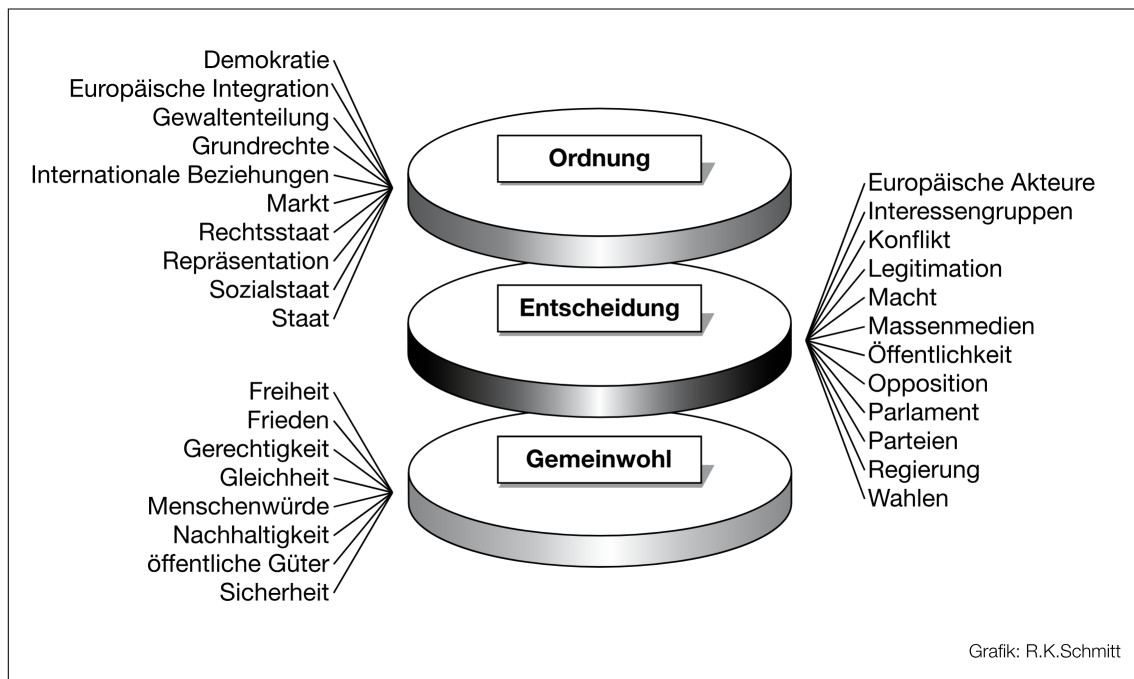 Demokratie
Europäische Integration
Gewaltenteilung
Grundrechte
Internationale Beziehungen
Markt
Rechtsstaat
Repräsentation
Sozialstaat
Staat
Ordnung
Entscheidung
Europäische Akteure
Interessengruppen
Konflikt
Legitimation
Macht
Massenmedien
Öffentlichkeit
Opposition
Parlament
Parteien
Regierung
Wahlen
Freiheit
Frieden
Gerechtigkeit
Gleichheit
Menschenwürde
Nachhaltigkeit
öffentliche Güter
Sicherheit
Gemeinwohl
Grafik: R.K.Schmitt